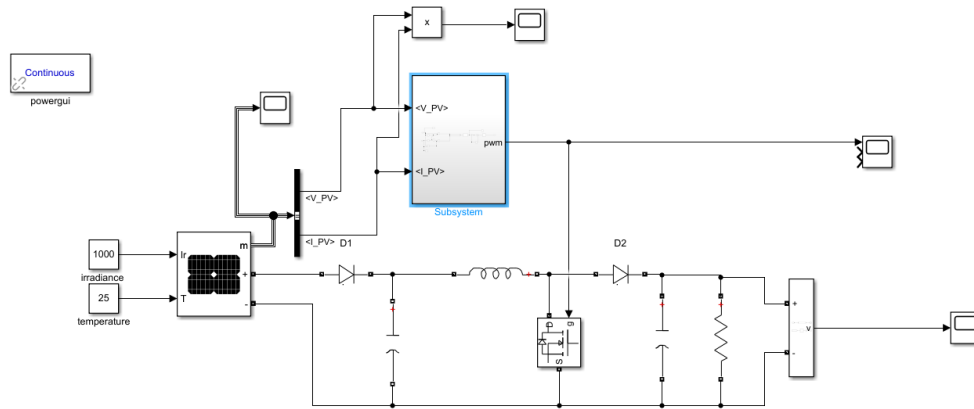 x
Continuous
powergui
<V_PV>
pwm
<I_PV>
Subsystem
<V_PV>
<I_PV>
D1
D2
m
1000
irradiance
Ir
+
-
25
temperature
T
D
g
S
+
v
-